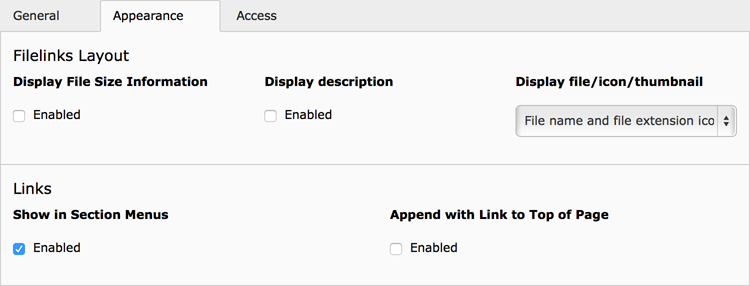 General Appearance Access
Filelinks Layout
Display File Size Information Display description Display file/icon/thumbnail
Enabled Enabled File name and file extension ico
Links
Show in Section Menus Append with Link to Top of Page
Enabled Enabled